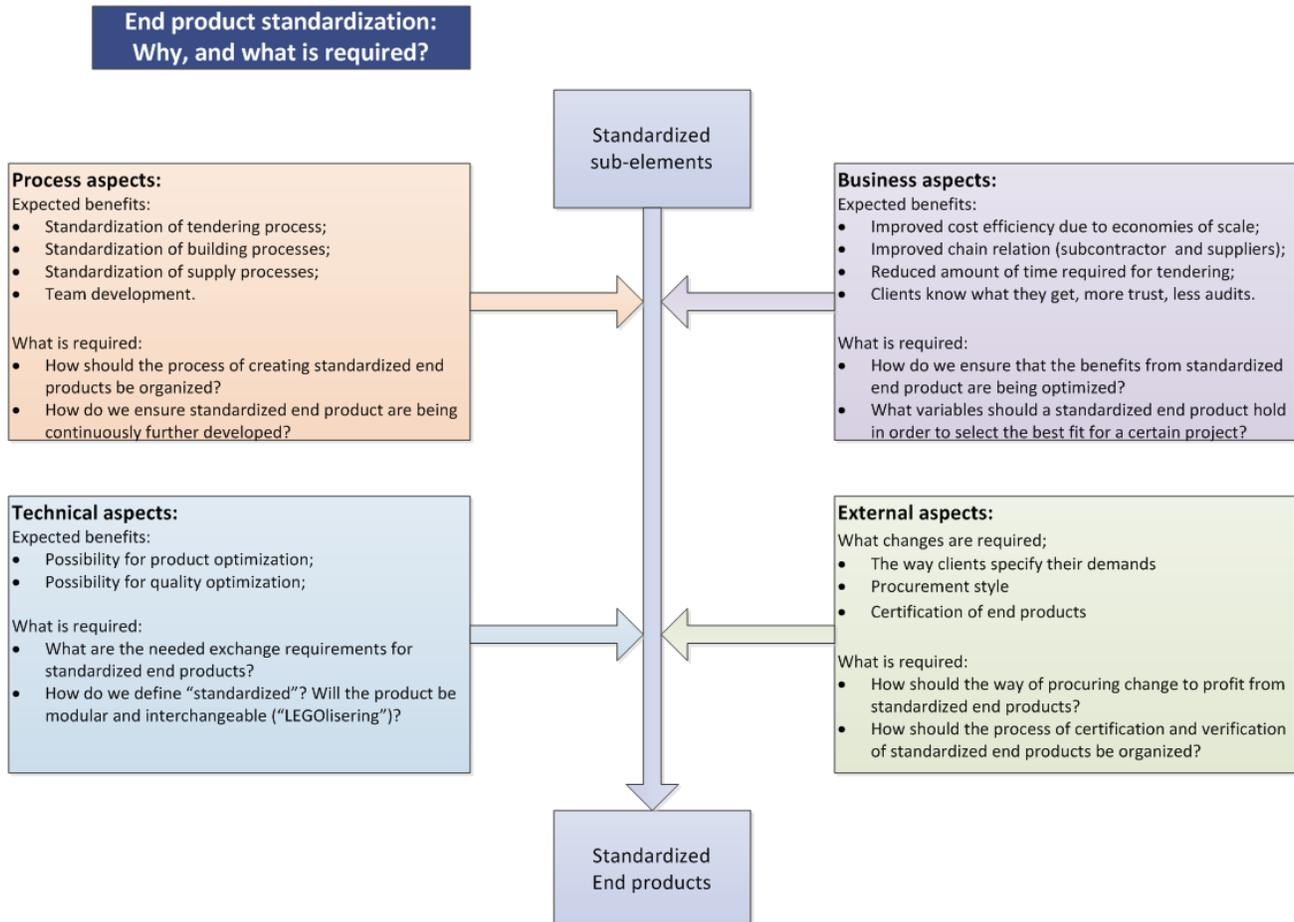 End product standardization:
Why, and what is required?
Standardized
sub-elements
Process aspects:
Expected benefits:
• Standardization of tendering process;
• Standardization of building processes;
• Standardization of supply processes;
• Team development.
What is required:
• How should the process of creating standardized end
products be organized?
• How do we ensure standardized end product are being
continuously further developed?
Business aspects:
Expected benefits:
• Improved cost efficiency due to economies of scale;
• Improved chain relation (subcontractor and suppliers);
• Reduced amount of time required for tendering;
• Clients know what they get, more trust, less audits.
What is required:
• How do we ensure that the benefits from standardized
end product are being optimized?
• What variables should a standardized end product hold
in order to select the best fit for a certain project?
Technical aspects:
Expected benefits:
• Possibility for product optimization;
• Possibility for quality optimization;
What is required:
• What are the needed exchange requirements for
standardized end products?
• How do we define “standardized”? Will the product be
modular and interchangeable (“LEGOlisering”)?
External aspects:
What changes are required;
• The way clients specify their demands
• Procurement style
• Certification of end products
What is required:
• How should the way of procuring change to profit from
standardized end products?
• How should the process of certification and verification
of standardized end products be organized?
Standardized
End products